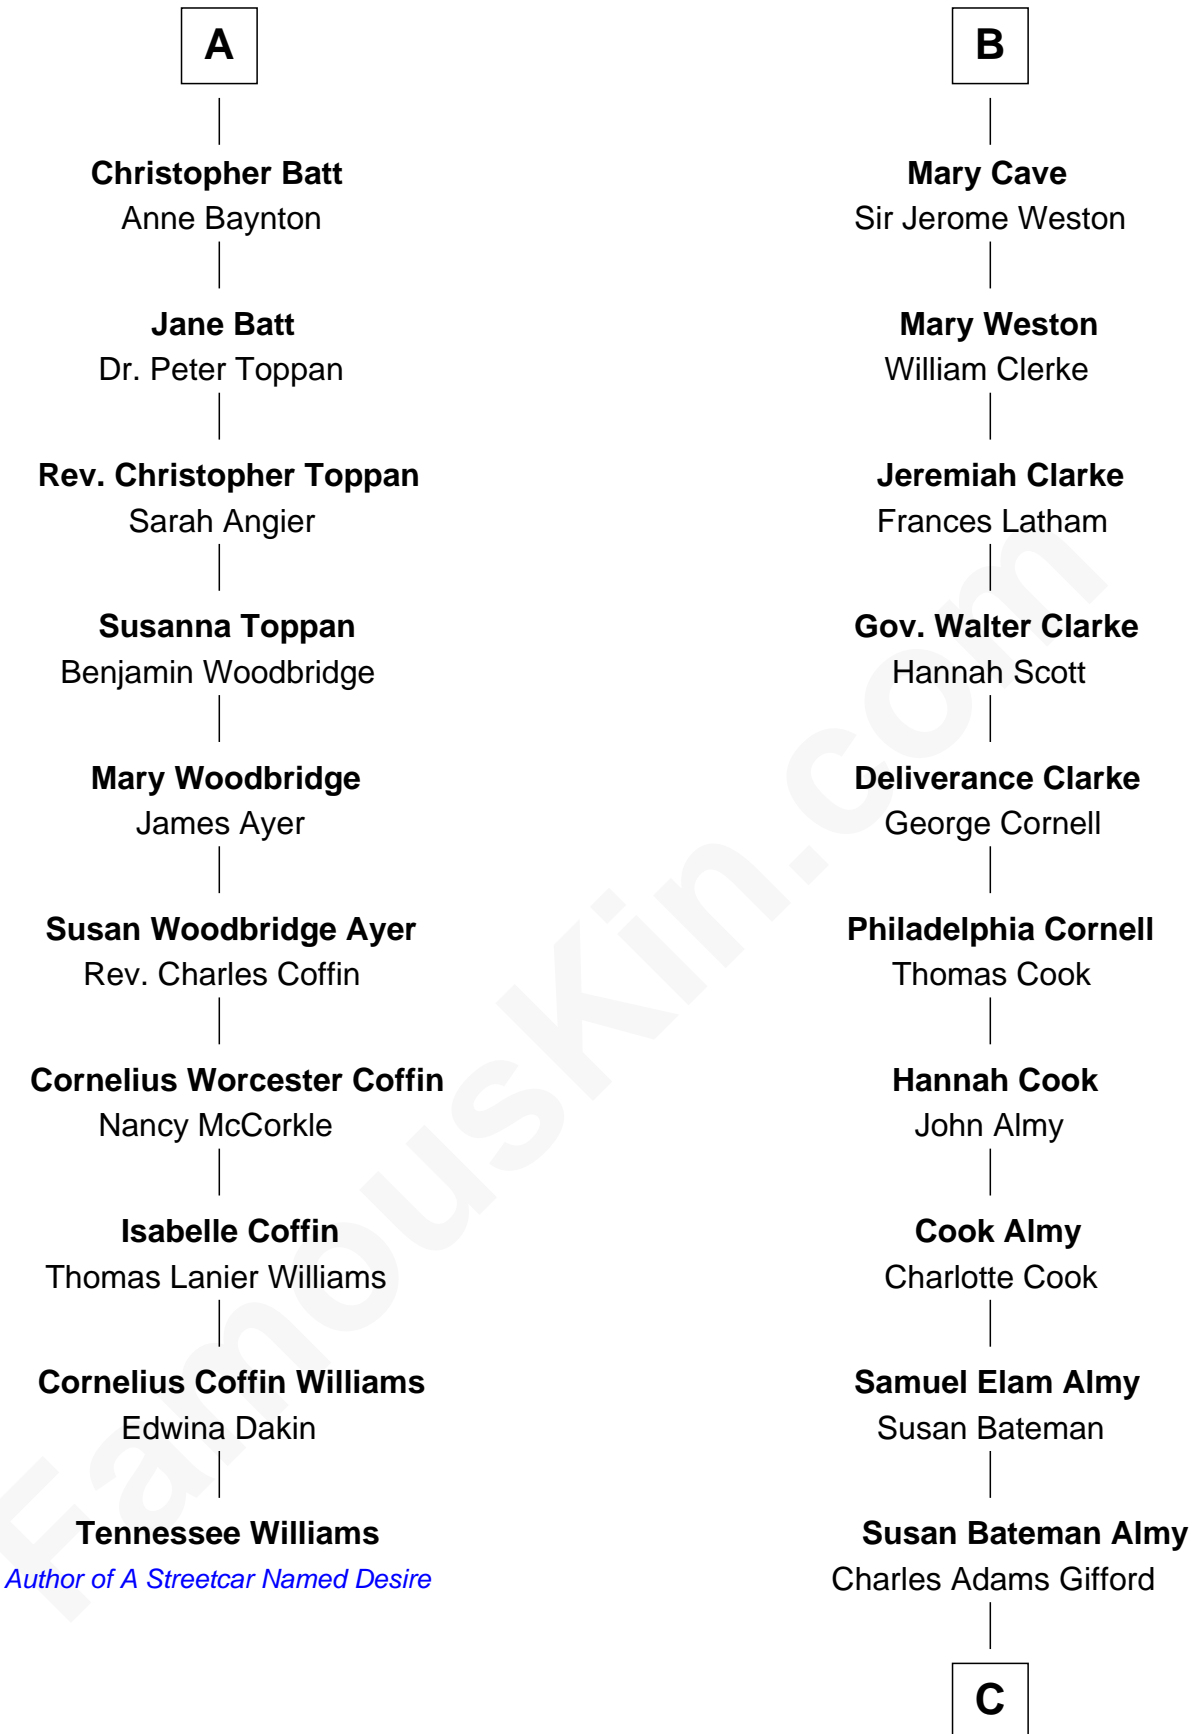 A
Christopher Batt
Anne Baynton
Jane Batt
Dr. Peter Toppan
Rev. Christopher Toppan
Sarah Angier
Susanna Toppan
Benjamin Woodbridge
Mary Woodbridge
James Ayer
Susan Woodbridge Ayer
Rev. Charles Coffin
Cornelius Worcester Coffin
Nancy McCorkle
Isabelle Coffin
Thomas Lanier Williams
Cornelius Coffin Williams
Edwina Dakin
Tennessee Williams
Author of A Streetcar Named Desire
B
Mary Cave
Sir Jerome Weston
Mary Weston
William Clerke
Jeremiah Clarke
Frances Latham
Gov. Walter Clarke
Hannah Scott
Deliverance Clarke
George Cornell
Philadelphia Cornell
Thomas Cook
Hannah Cook
John Almy
Cook Almy
Charlotte Cook
Samuel Elam Almy
Susan Bateman
Susan Bateman Almy
Charles Adams Gifford
C
FamousKin.com